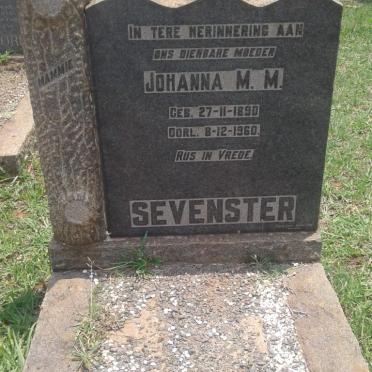 MAMMIE
IN TERE HERINNERING AAN
ONS DIERBARE MOEDER
JOHANNA M. M.
GEB. 27-11-1890
OORL. 8-12-1960.
RUS IN VREDE.
SEVENSTER